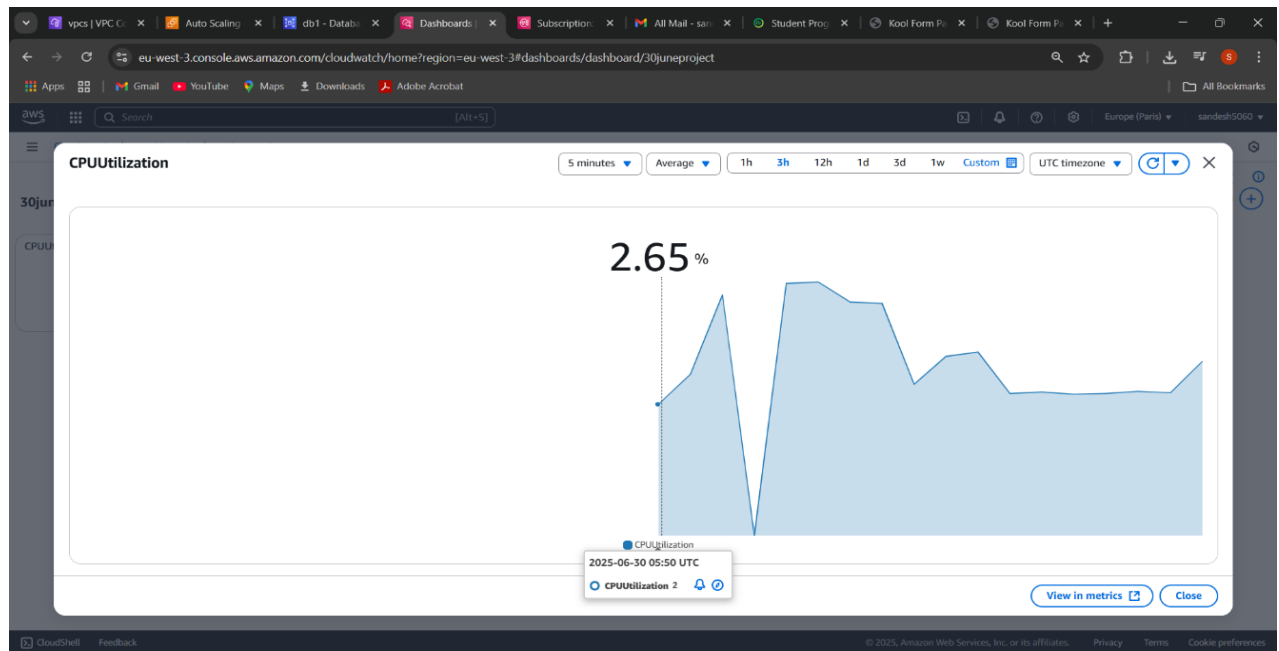 vpcs | VPC Co
Auto Scaling
db1 - Databa
Dashboards |
Subscription:
All Mail - san
Student Prog
Kool Form Pa
Kool Form Pa
eu-west-3.console.aws.amazon.com/cloudwatch/home?region=eu-west-3#dashboards/dashboard/30juneproject
S
Apps
Gmail
YouTube
Maps
Downloads
Adobe Acrobat
All Bookmarks
aws
Search
[Alt+S]
Europe (Paris)
sandesh5060
CPUUtilization
5 minutes
Average
1h 3h 12h 1d 3d 1w Custom
UTC timezone
30jun
CPUU
2.65 %
CPUUtilization
2025-06-30 05:50 UTC
CPUUtilization 2
View in metrics
Close
CloudShell Feedback
© 2025, Amazon Web Services, Inc. or its affiliates. Privacy Terms Cookie preferences